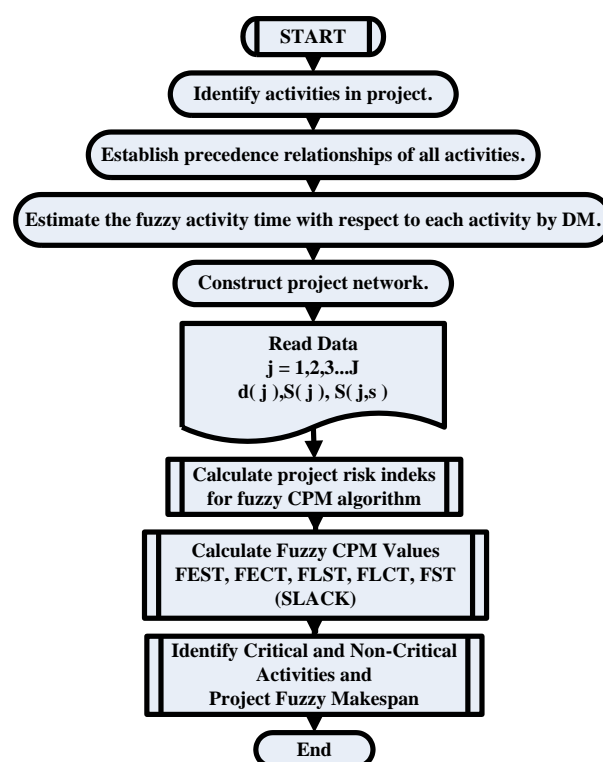 START
Identify activities in project.
Establish precedence relationships of all activities.
Estimate the fuzzy activity time with respect to each activity by DM.
Construct project network.
Read Data
j = 1,2,3...J
d( j ),S( j ), S( j,s )
Calculate project risk indeks
for fuzzy CPM algorithm
Calculate Fuzzy CPM Values
FEST, FECT, FLST, FLCT, FST
(SLACK)
Identify Critical and Non-Critical
Activities and
Project Fuzzy Makespan
End